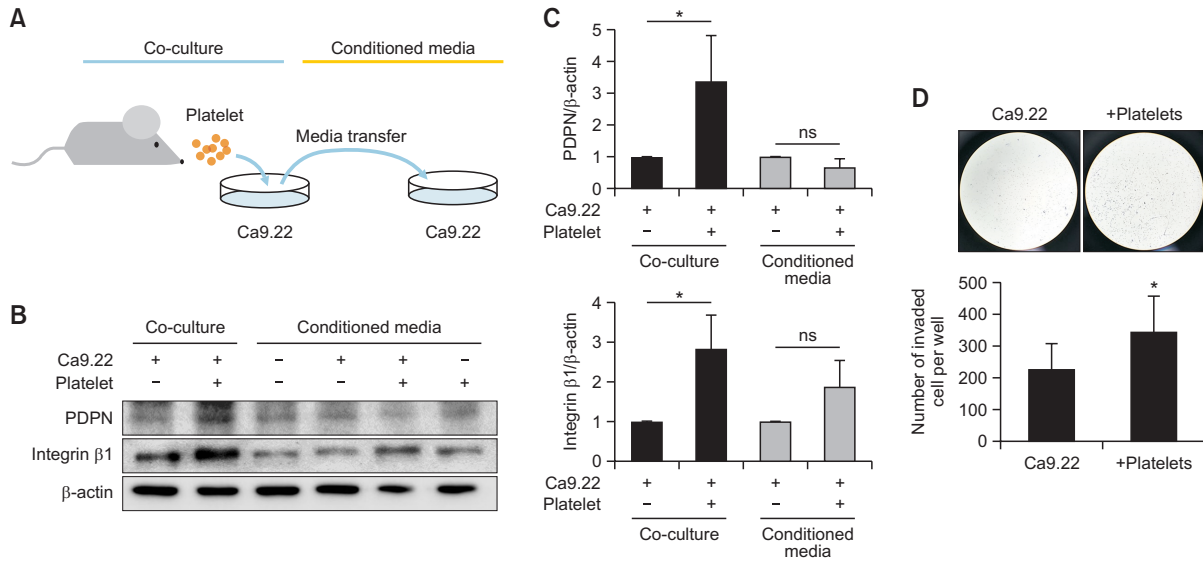 A
Co-culture Conditioned media
Platelet
Media transfer
Ca9.22 Ca9.22
B
Co-culture Conditioned media
Ca9.22 + + – + + –
Platelet – + – – + +
PDPN
Integrin β1
β-actin
C
PDPN/β-actin
5
4
3
2
1
0
*
ns
Ca9.22 + + + +
Platelet – + – +
Co-culture Conditioned
media
Integrin β1/β-actin
4
3
2
1
0
*
ns
Ca9.22 + + + +
Platelet – + – +
Co-culture Conditioned
media
D
Ca9.22 +Platelets
Number of invaded
cell per well
500
400
300
200
100
0
*
Ca9.22 +Platelets